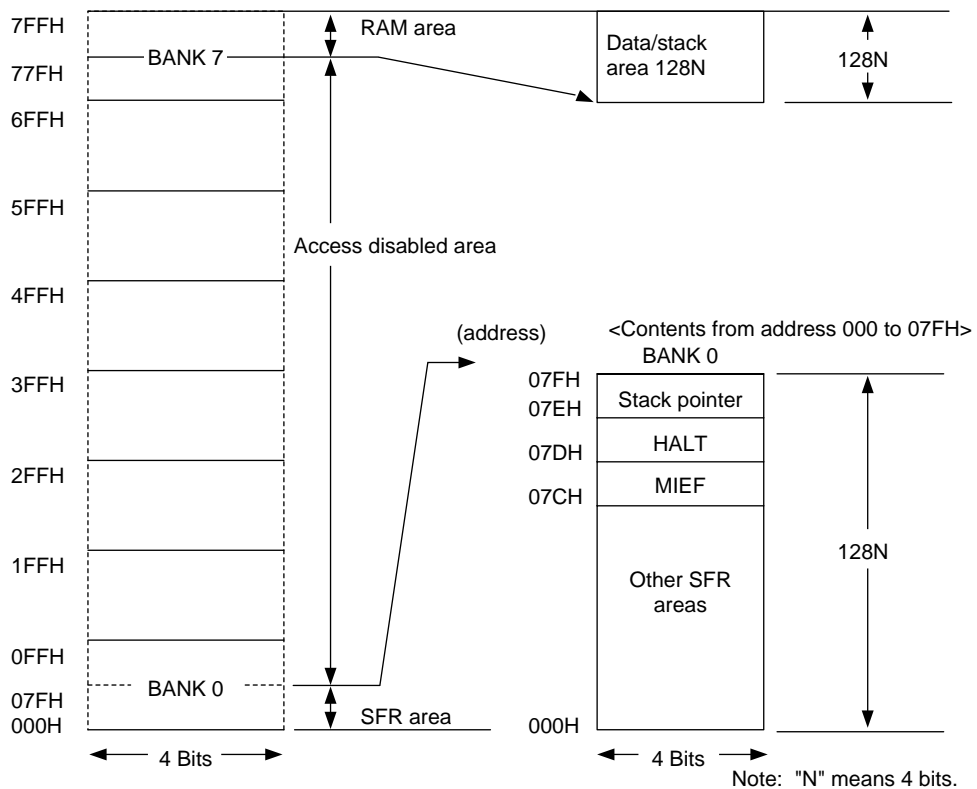 7FFH
RAM area
BANK 7
77FH
Data/stack
area 128N
128N
6FFH
5FFH
Access disabled area
4FFH
<Contents from address 000 to 07FH>
(address)
BANK 0
3FFH
07FH
Stack pointer
07EH
HALT
07DH
2FFH
MIEF
07CH
1FFH
128N
Other SFR
areas
0FFH
BANK 0
07FH
SFR area
000H
000H
4 Bits
4 Bits
Note: "N" means 4 bits.